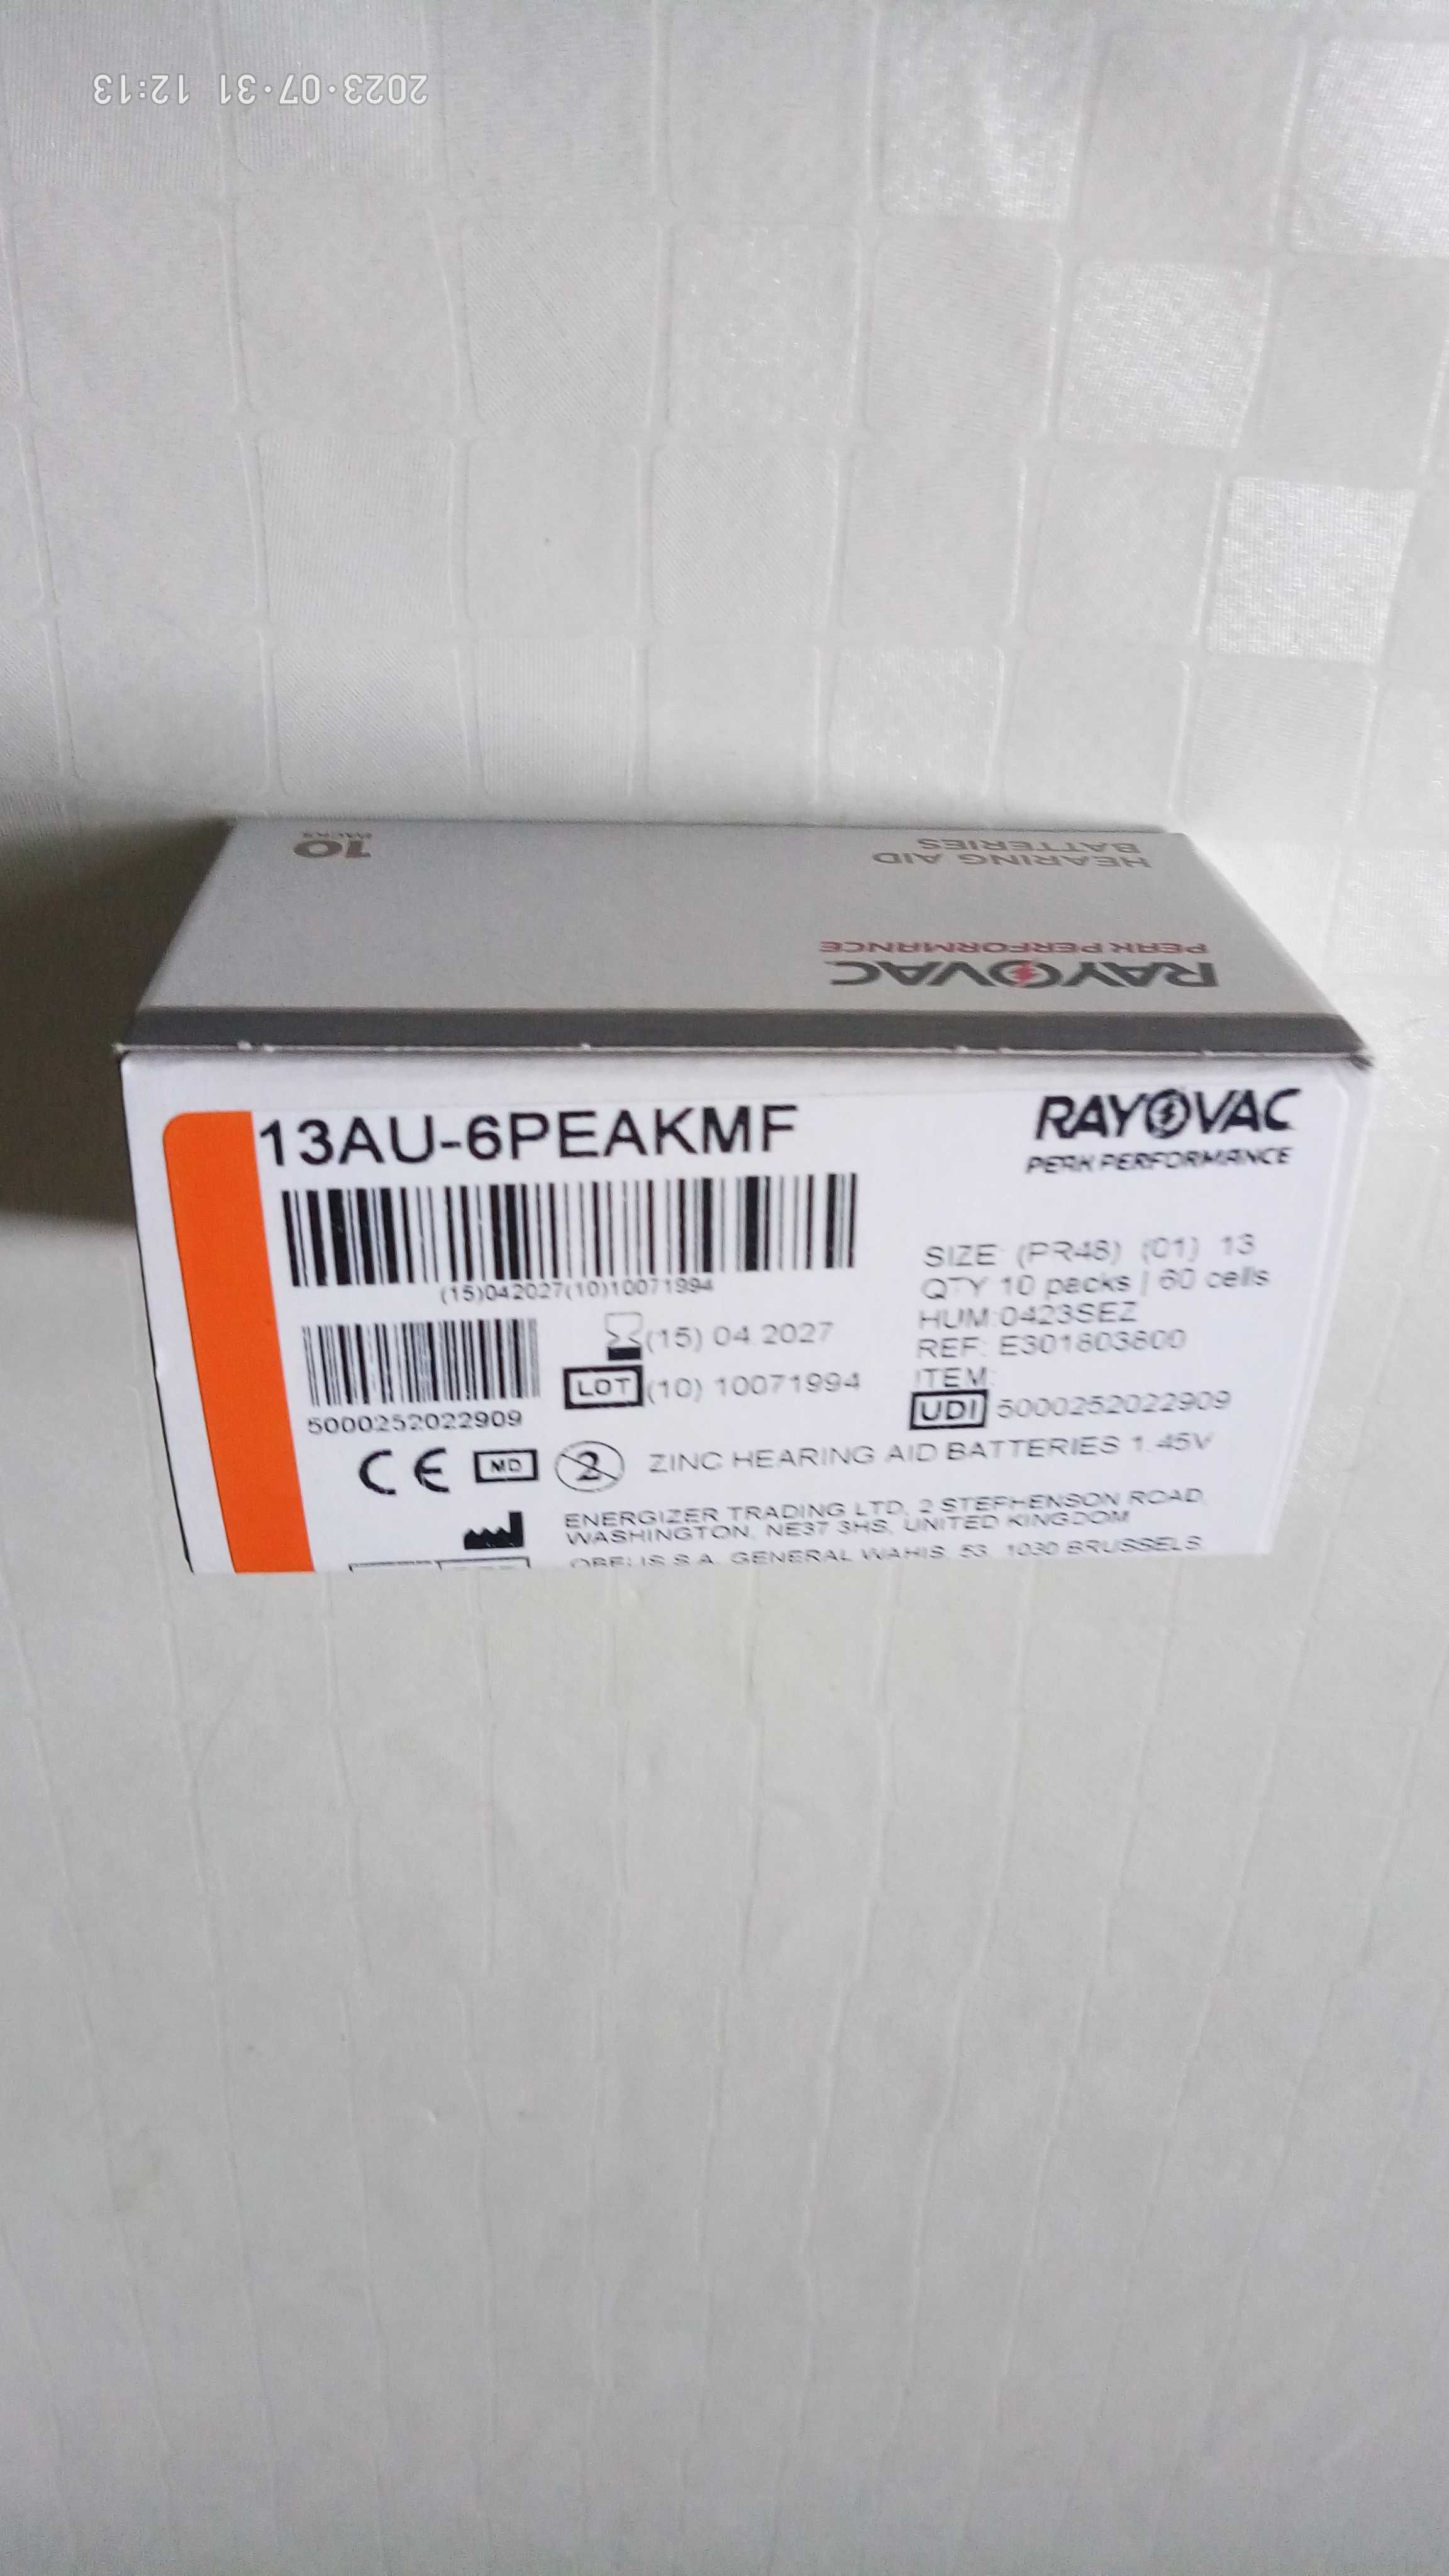 2023·07·31 12:13
10
PACKS
HEARING AID
BATTERIES
RAYOVAC
PEAK PERFORMANCE
13AU-6PEAKMF
RAYOVAC
PEAK PERFORMANCE
(15)042027(10)10071994
5000252022909
(15) 04.2027
LOT (10) 10071994
SIZE: (PR48) (01) 13
QTY 10 packs | 60 cells
HUM:0423SEZ
REF: E301803800
ITEM:
UDI 5000252022909
CE MD 2 ZINC HEARING AID BATTERIES 1.45V
ENERGIZER TRADING LTD, 2 STEPHENSON ROAD,
WASHINGTON, NE37 3HS, UNITED KINGDOM
OBELIS S.A. GENERAL WAHIS, 53, 1030 BRUSSELS,